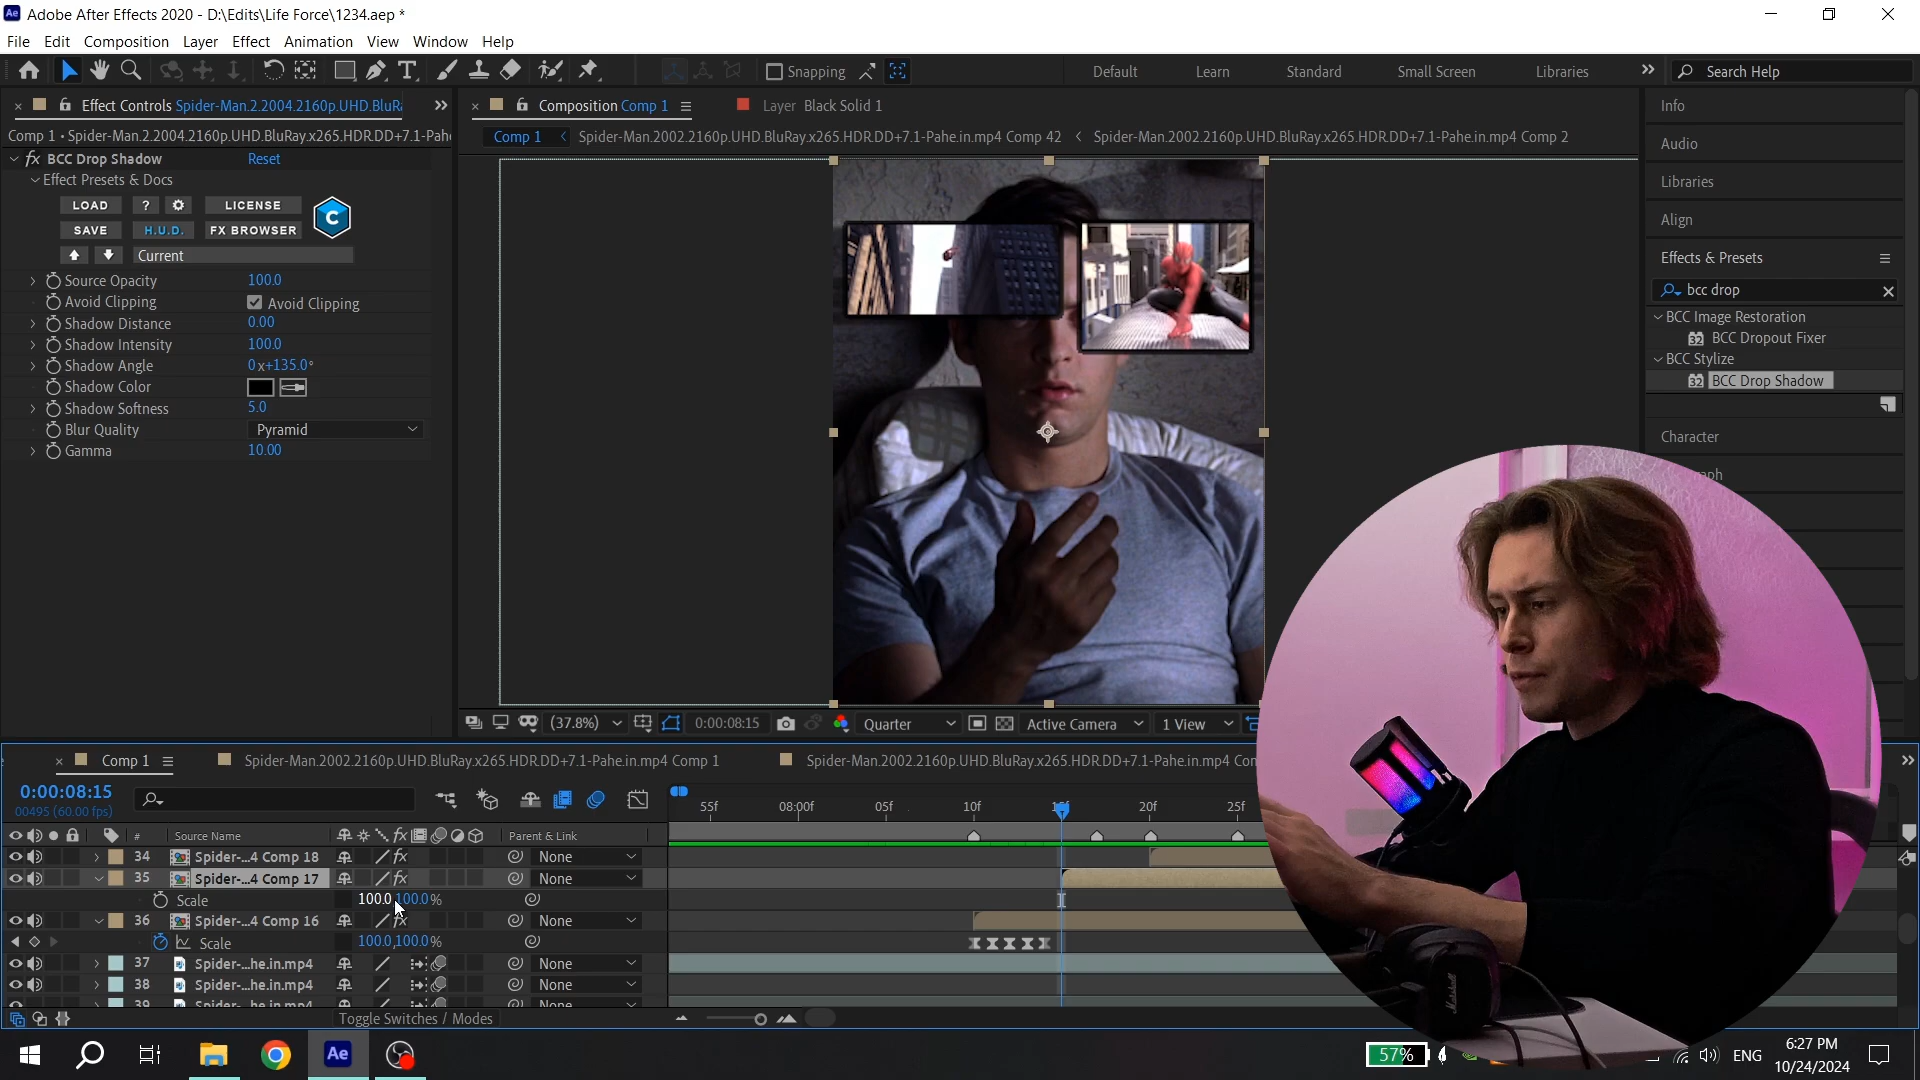 Adobe After Effects 2020 - D:\Edits\Life Force\1234.aep *
File Edit Composition Layer Effect Animation View Window Help
Snapping
Default Learn Standard Small Screen Libraries
Search Help
Effect Controls Spider-Man.2.2004.2160p.UHD.BluRa
Composition Comp 1
Layer Black Solid 1
Info
Comp 1 • Spider-Man.2.2004.2160p.UHD.BluRay.x265.HDR.DD+7.1-Pahe
Comp 1 < Spider-Man.2002.2160p.UHD.BluRay.x265.HDR.DD+7.1-Pahe.in.mp4 Comp 42 < Spider-Man.2002.2160p.UHD.BluRay.x265.HDR.DD+7.1-Pahe.in.mp4 Comp 2
Audio
Libraries
Align
Effects & Presets
bcc drop
BCC Image Restoration
BCC Dropout Fixer
BCC Stylize
BCC Drop Shadow
Character
fx BCC Drop Shadow Reset
Effect Presets & Docs
LOAD ? LICENSE
SAVE H.U.D. FX BROWSER
Current
Source Opacity 100.0
Avoid Clipping Avoid Clipping
Shadow Distance 0.00
Shadow Intensity 100.0
Shadow Angle 0x+135.0°
Shadow Color
Shadow Softness 5.0
Blur Quality Pyramid
Gamma 10.00
(37.8%) 0:00:08:15 Quarter Active Camera 1 View
Comp 1
Spider-Man.2002.2160p.UHD.BluRay.x265.HDR.DD+7.1-Pahe.in.mp4 Comp 1
Spider-Man.2002.2160p.UHD.BluRay.x265.HDR.DD+7.1-Pahe.in.mp4 Con
0:00:08:15
00495 (60.00 fps)
55f 08:00f 05f 10f 20f 25f
# Source Name fx Parent & Link
34 Spider-...4 Comp 18 fx None
35 Spider-...4 Comp 17 fx None
Scale 100.0 100.0%
36 Spider-...4 Comp 16 fx None
Scale 100.0,100.0%
37 Spider-...he.in.mp4 None
38 Spider-...he.in.mp4 None
39 Spider-...he.in.mp4 None
Toggle Switches / Modes
Ae
57%
ENG
6:27 PM
10/24/2024